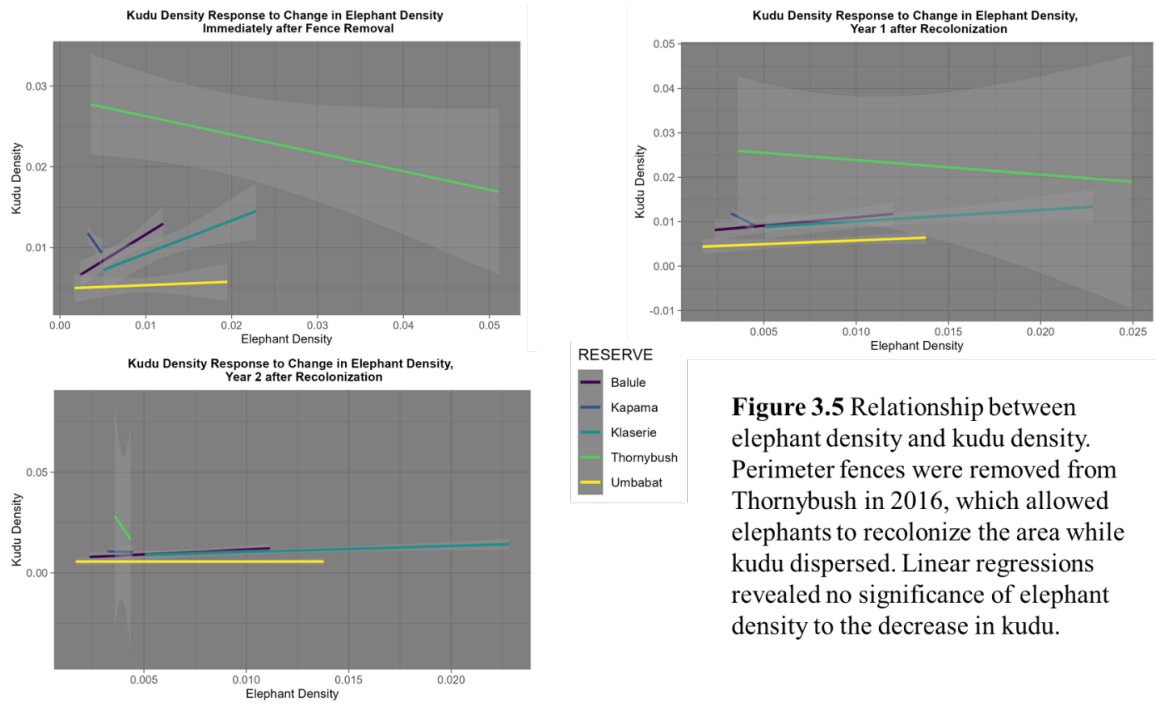 Kudu Density Response to Change in Elephant Density
Immediately after Fence Removal
Kudu Density
0.03
0.02
0.01
0.00
0.01
0.02
0.03
0.04
0.05
Elephant Density
Kudu Density Response to Change in Elephant Density,
Year 1 after Recolonization
Kudu Density
0.05
0.04
0.03
0.02
0.01
0.00
-0.01
0.005
0.010
0.015
0.020
0.025
Elephant Density
Kudu Density Response to Change in Elephant Density,
Year 2 after Recolonization
Kudu Density
0.05
0.00
0.005
0.010
0.015
0.020
Elephant Density
RESERVE
Balule
Kapama
Klaserie
Thornybush
Umbabat
Figure 3.5 Relationship between
elephant density and kudu density.
Perimeter fences were removed from
Thornybush in 2016, which allowed
elephants to recolonize the area while
kudu dispersed. Linear regressions
revealed no significance of elephant
density to the decrease in kudu.